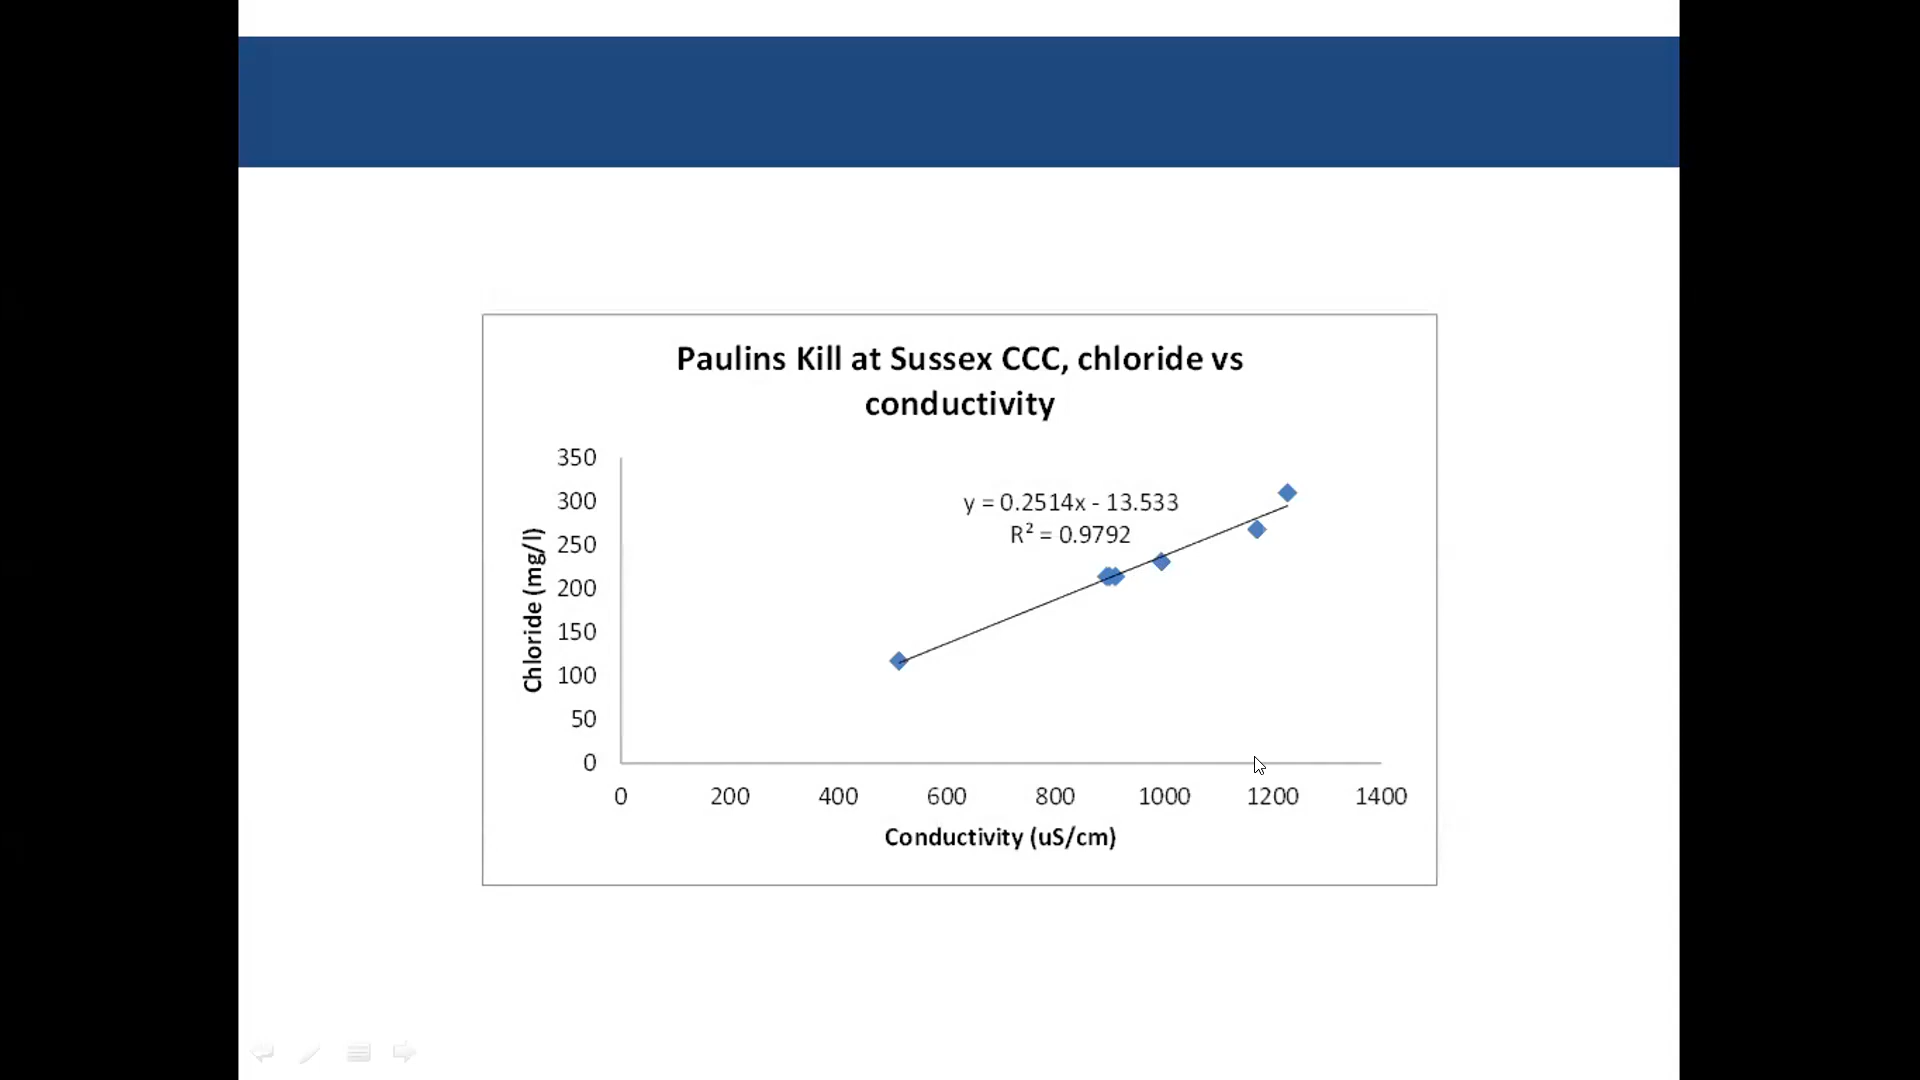 Paulins Kill at Sussex CCC, chloride vs
conductivity
350
300
250
200
150
100
50
0
Chloride (mg/l)
y = 0.2514x - 13.533
R² = 0.9792
0 200 400 600 800 1000 1200 1400
Conductivity (uS/cm)